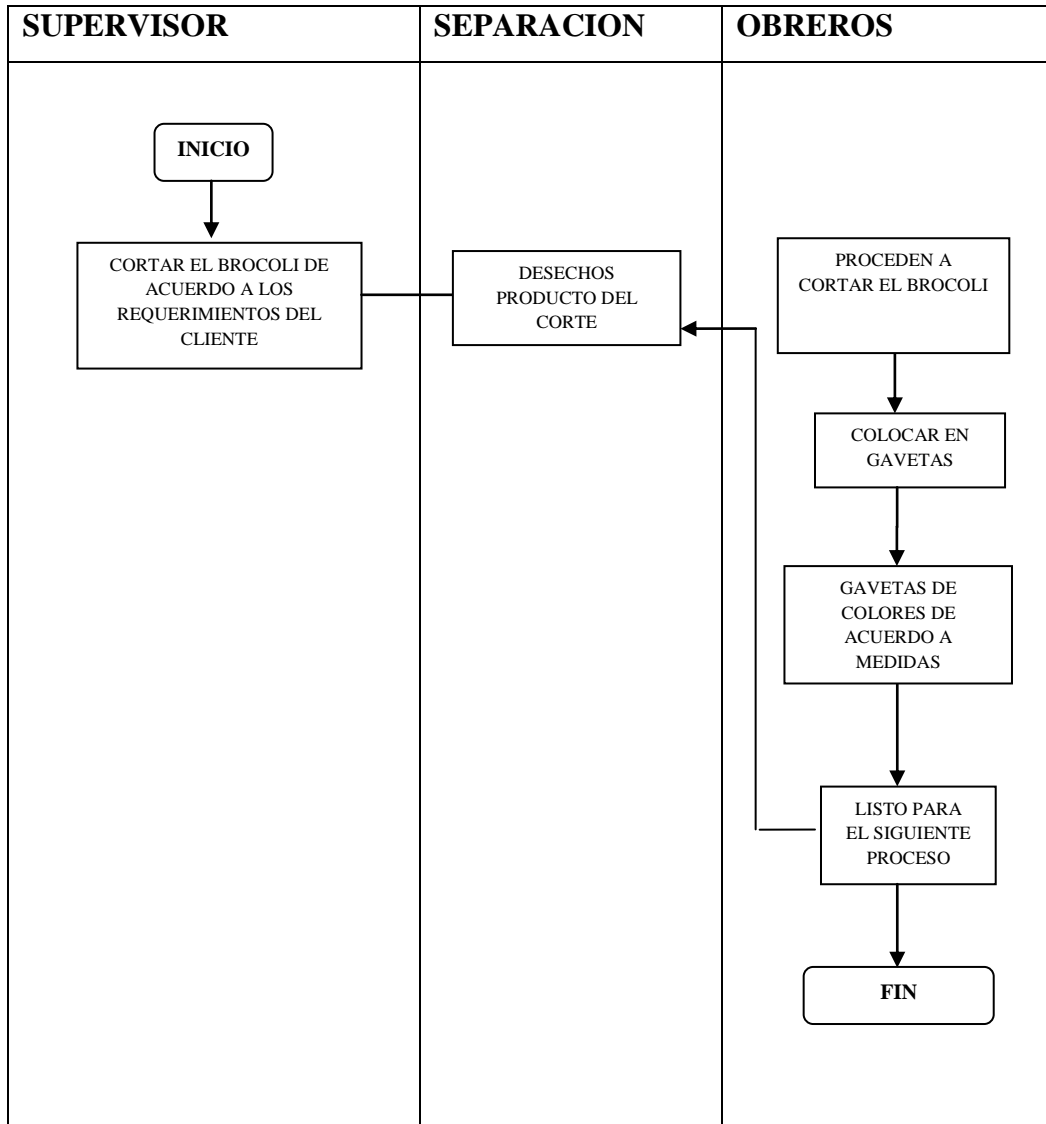 SUPERVISOR
SEPARACION
OBREROS
INICIO
CORTAR EL BROCOLI DE
ACUERDO A LOS
REQUERIMIENTOS DEL
CLIENTE
DESECHOS
PRODUCTO DEL
CORTE
PROCEDEN A
CORTAR EL BROCOLI
COLOCAR EN
GAVETAS
GAVETAS DE
COLORES DE
ACUERDO A
MEDIDAS
LISTO PARA
EL SIGUIENTE
PROCESO
FIN